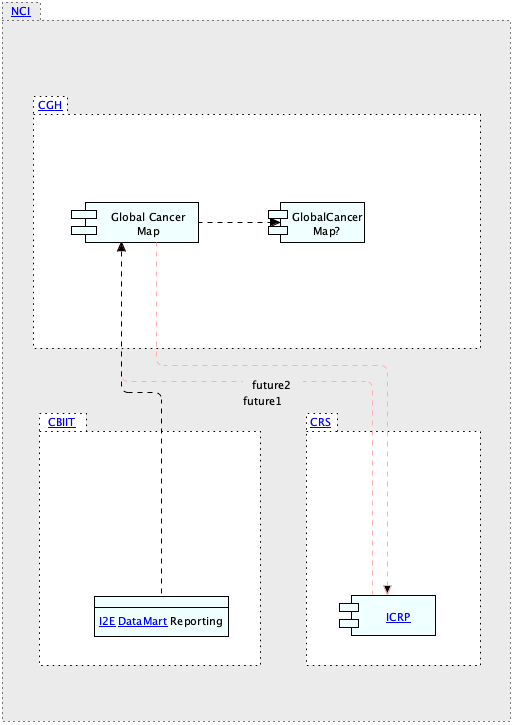 NCI
CGH
Global Cancer
Map
GlobalCancer
Map?
future2
future1
CBIIT
CRS
I2E DataMart Reporting
ICRP